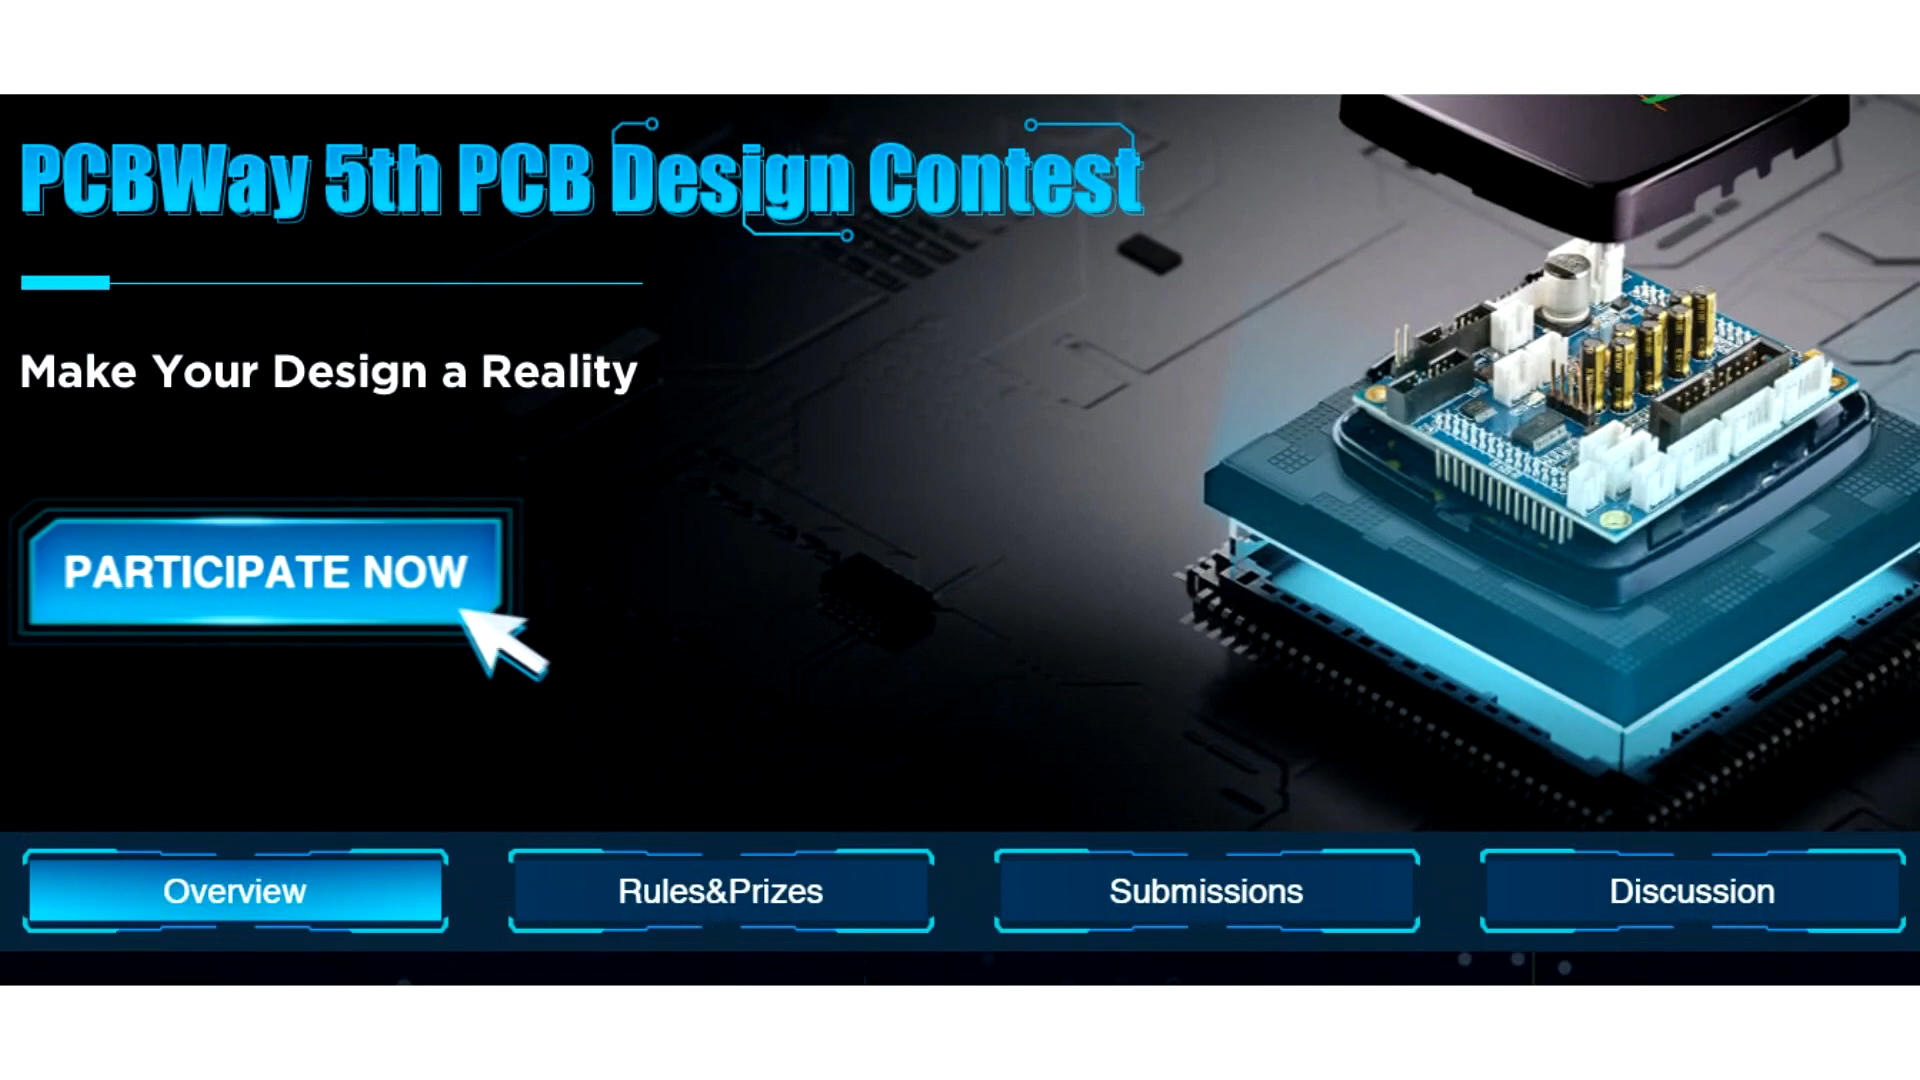 PCBWay 5th PCB Design Contest
Make Your Design a Reality
PARTICIPATE NOW
Overview
Rules&Prizes
Submissions
Discussion